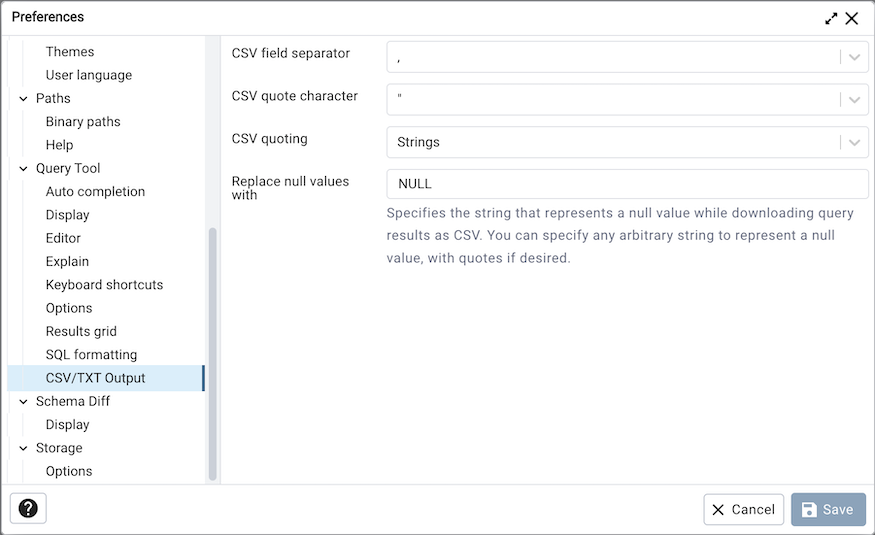 Preferences
Themes
User language
Paths
Binary paths
Help
Query Tool
Auto completion
Display
Editor
Explain
Keyboard shortcuts
Options
Results grid
SQL formatting
CSV/TXT Output
Schema Diff
Display
Storage
Options
CSV field separator
,
CSV quote character
"
CSV quoting
Strings
Replace null values
with
NULL
Specifies the string that represents a null value while downloading query
results as CSV. You can specify any arbitrary string to represent a null
value, with quotes if desired.
?
Cancel
Save